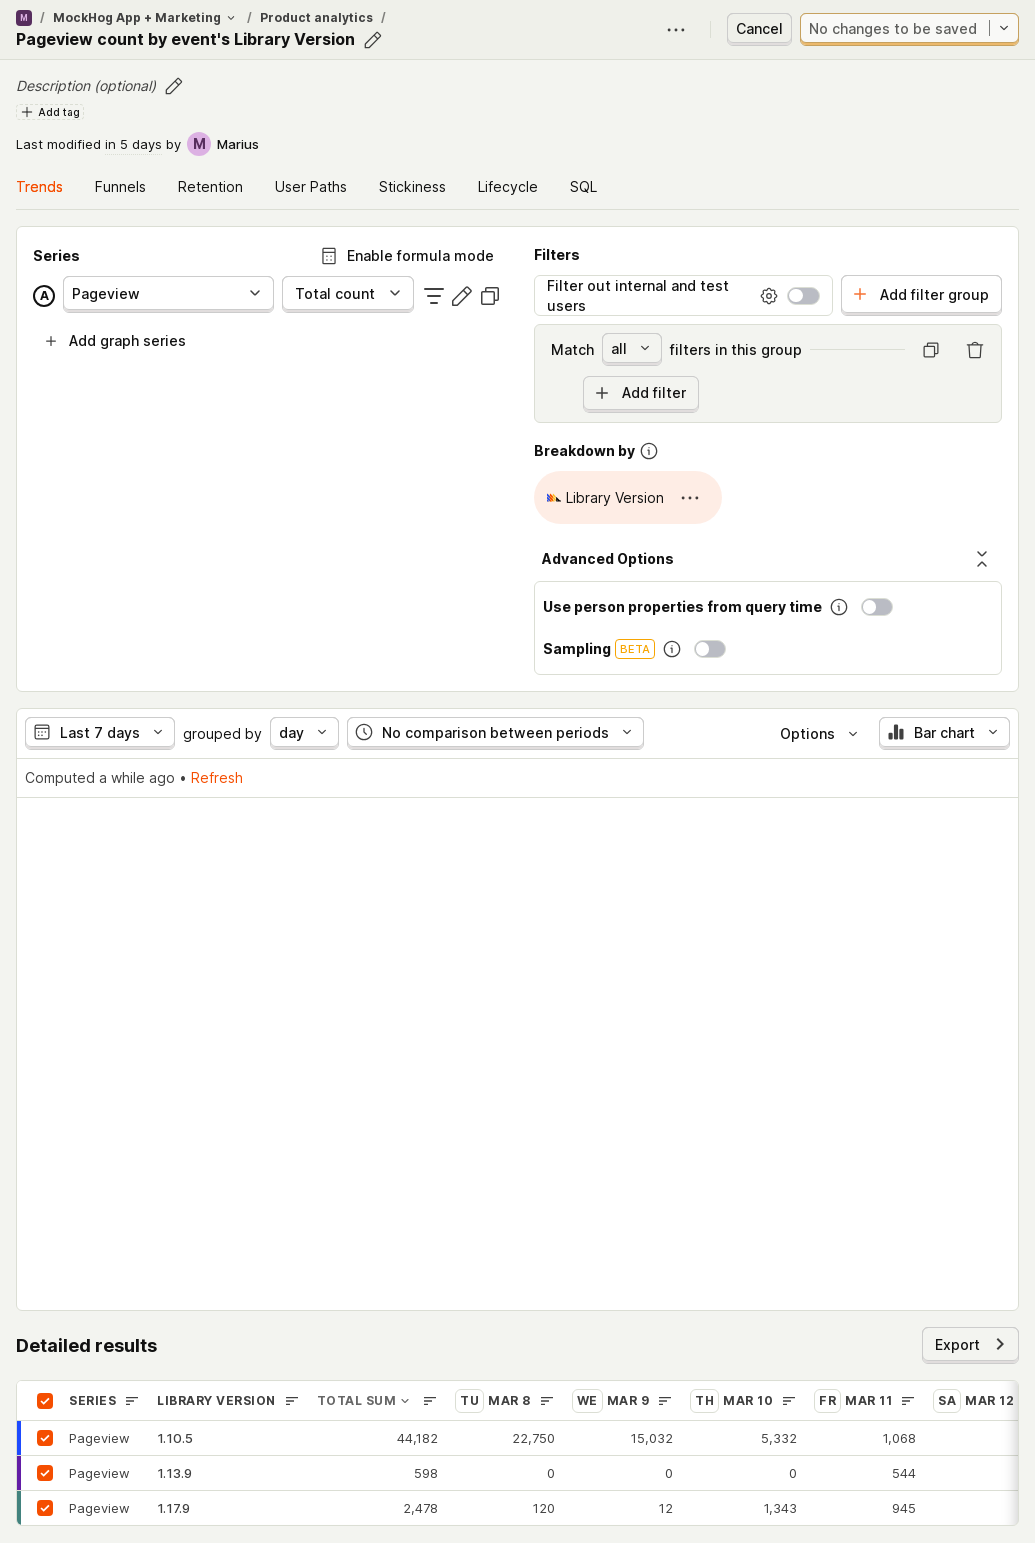 M / MockHog App + Marketing / Product analytics /
Pageview count by event's Library Version
Cancel
No changes to be saved
Description (optional)
Add tag
Last modified in 5 days by M Marius
Trends Funnels Retention User Paths Stickiness Lifecycle SQL
Series
Enable formula mode
A Pageview Total count
Add graph series
Filters
Filter out internal and test
users
Add filter group
Match all filters in this group
Add filter
Breakdown by
Library Version
Advanced Options
Use person properties from query time
Sampling BETA
Last 7 days grouped by day No comparison between periods Options Bar chart
Computed a while ago • Refresh
Detailed results
Export
SERIES LIBRARY VERSION TOTAL SUM TU MAR 8 WE MAR 9 TH MAR 10 FR MAR 11 SA MAR 12
Pageview 1.10.5 44,182 22,750 15,032 5,332 1,068
Pageview 1.13.9 598 0 0 0 544
Pageview 1.17.9 2,478 120 12 1,343 945